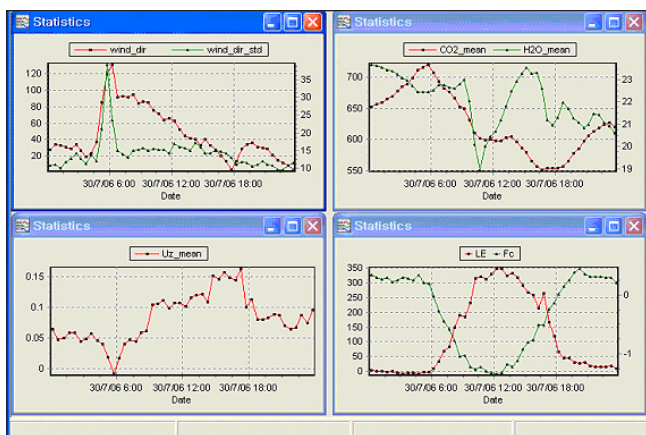 Statistics
wind_dir wind_dir_std
120
100
80
60
40
20
35
30
25
20
15
10
30/7/06 6:00 30/7/06 12:00 30/7/06 18:00
Date
Statistics
CO2_mean H2O_mean
700
650
600
550
23
22
21
20
19
30/7/06 6:00 30/7/06 12:00 30/7/06 18:00
Date
Statistics
Uz_mean
0.15
0.1
0.05
0
30/7/06 6:00 30/7/06 12:00 30/7/06 18:00
Date
Statistics
LE Fc
350
300
250
200
150
100
50
0
0
-1
30/7/06 6:00 30/7/06 12:00 30/7/06 18:00
Date